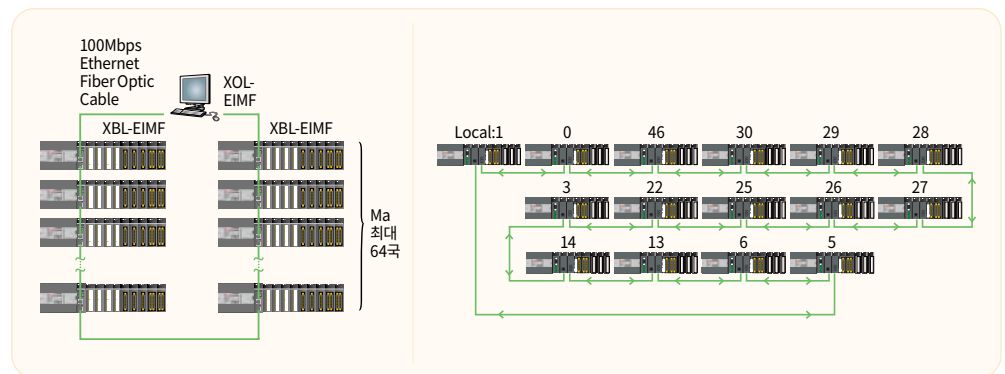 100Mbps
Ethernet
Fiber Optic
Cable
XOL-
EIMF
XBL-EIMF
XBL-EIMF
Ma
최대
64국
Local:1
0
46
30
29
28
3
22
25
26
27
14
13
6
5